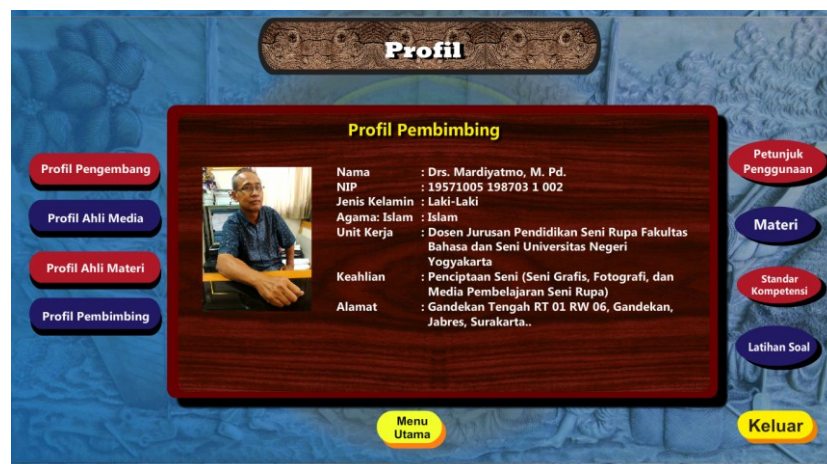 Profil
Profil Pembimbing
Nama : Drs. Mardiyatmo, M. Pd.
NIP : 19571005 198703 1 002
Jenis Kelamin : Laki-Laki
Agama: Islam : Islam
Unit Kerja : Dosen Jurusan Pendidikan Seni Rupa Fakultas
Bahasa dan Seni Universitas Negeri
Yogyakarta
Keahlian : Penciptaan Seni (Seni Grafis, Fotografi, dan
Media Pembelajaran Seni Rupa)
Alamat : Gandekan Tengah RT 01 RW 06, Gandekan,
Jabres, Surakarta..
Profil Pengembang
Profil Ahli Media
Profil Ahli Materi
Profil Pembimbing
Petunjuk
Penggunaan
Materi
Standar
Kompetensi
Latihan Soal
Menu
Utama
Keluar